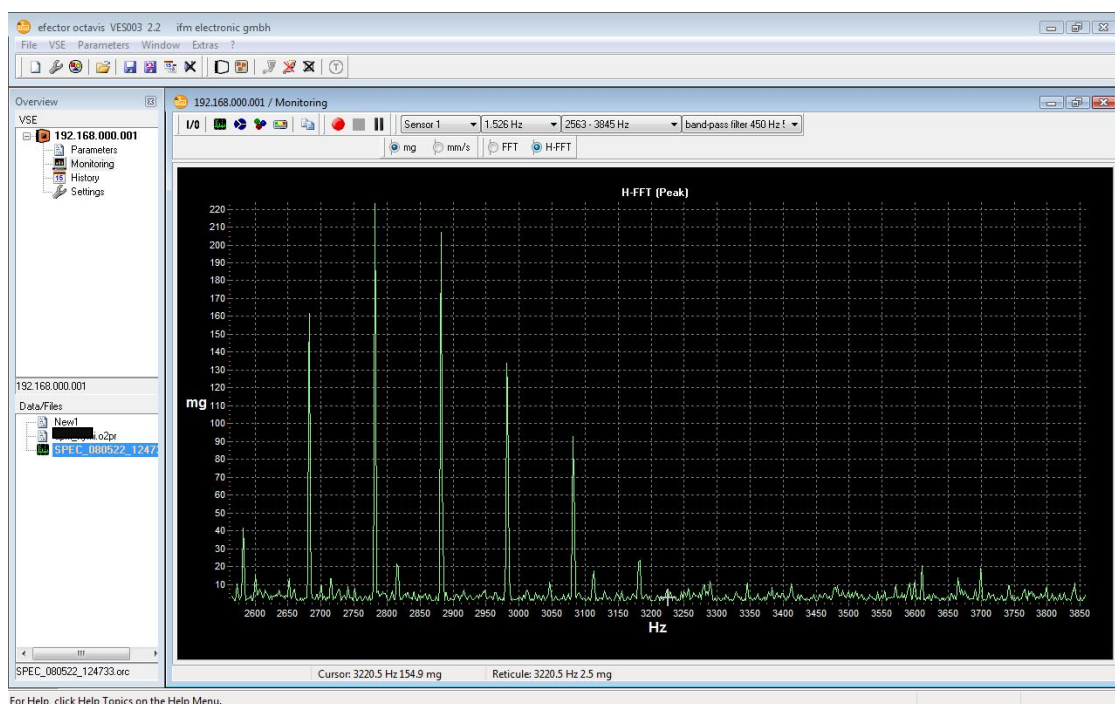 efector octavis VES003 2.2 ifm electronic gmbh
File VSE Parameters Window Extras ?
Overview
VSE
192.168.000.001
Parameters
Monitoring
History
Settings
192.168.000.001
Data/Files
New1
.o2pr
SPEC_080522_1247
SPEC_080522_124733.orc
192.168.000.001 / Monitoring
I/O Sensor 1 1.526 Hz 2563 - 3845 Hz band-pass filter 450 Hz
mg mm/s FFT H-FFT
H-FFT (Peak)
220
210
200
190
180
170
160
150
140
130
120
mg 110
100
90
80
70
60
50
40
30
20
10
2600 2650 2700 2750 2800 2850 2900 2950 3000 3050 3100 3150 3200 3250 3300 3350 3400 3450 3500 3550 3600 3650 3700 3750 3800 3850
Hz
Cursor: 3220.5 Hz 154.9 mg Reticule: 3220.5 Hz 2.5 mg
For Help, click Help Topics on the Help Menu.